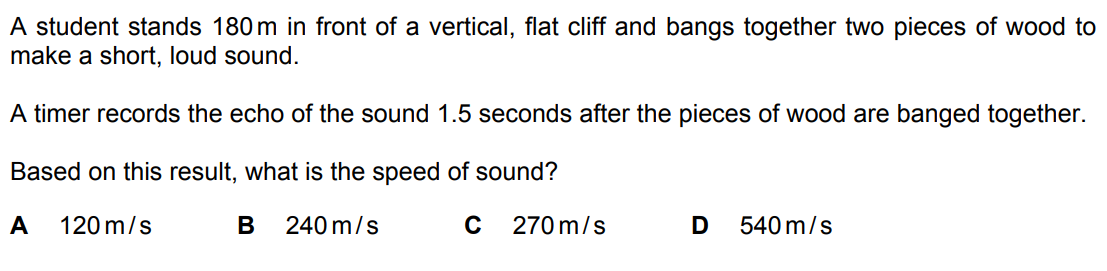 A student stands 180 m in front of a vertical, flat cliff and bangs together two pieces of wood to
make a short, loud sound.
A timer records the echo of the sound 1.5 seconds after the pieces of wood are banged together.
Based on this result, what is the speed of sound?
A 120 m / s B 240 m / s C 270 m / s D 540 m / s